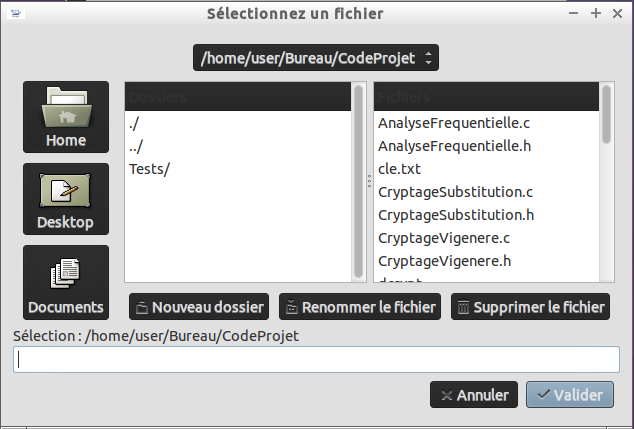 Sélectionnez un fichier
/home/user/Bureau/CodeProjet
Home
Desktop
Documents
Dossiers
./
../
Tests/
Fichiers
AnalyseFrequentielle.c
AnalyseFrequentielle.h
cle.txt
CryptageSubstitution.c
CryptageSubstitution.h
CryptageVigenere.c
CryptageVigenere.h
Nouveau dossier
Renommer le fichier
Supprimer le fichier
Sélection : /home/user/Bureau/CodeProjet
Annuler
Valider